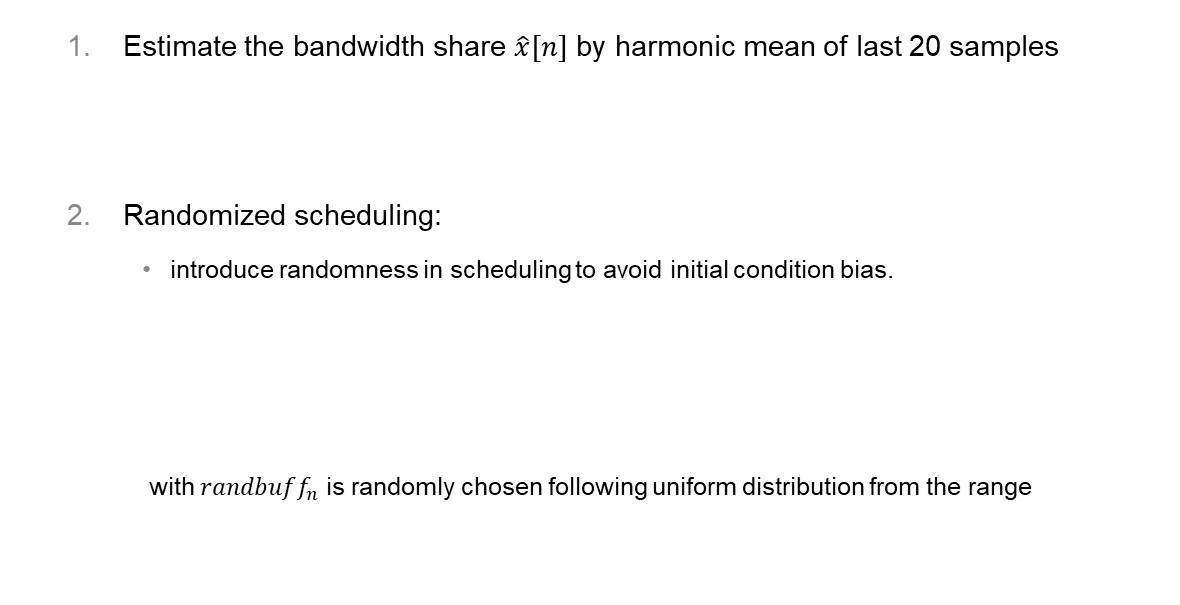 1. Estimate the bandwidth share x̂[n] by harmonic mean of last 20 samples
2. Randomized scheduling:
• introduce randomness in scheduling to avoid initial condition bias.
with randbuffₙ is randomly chosen following uniform distribution from the range